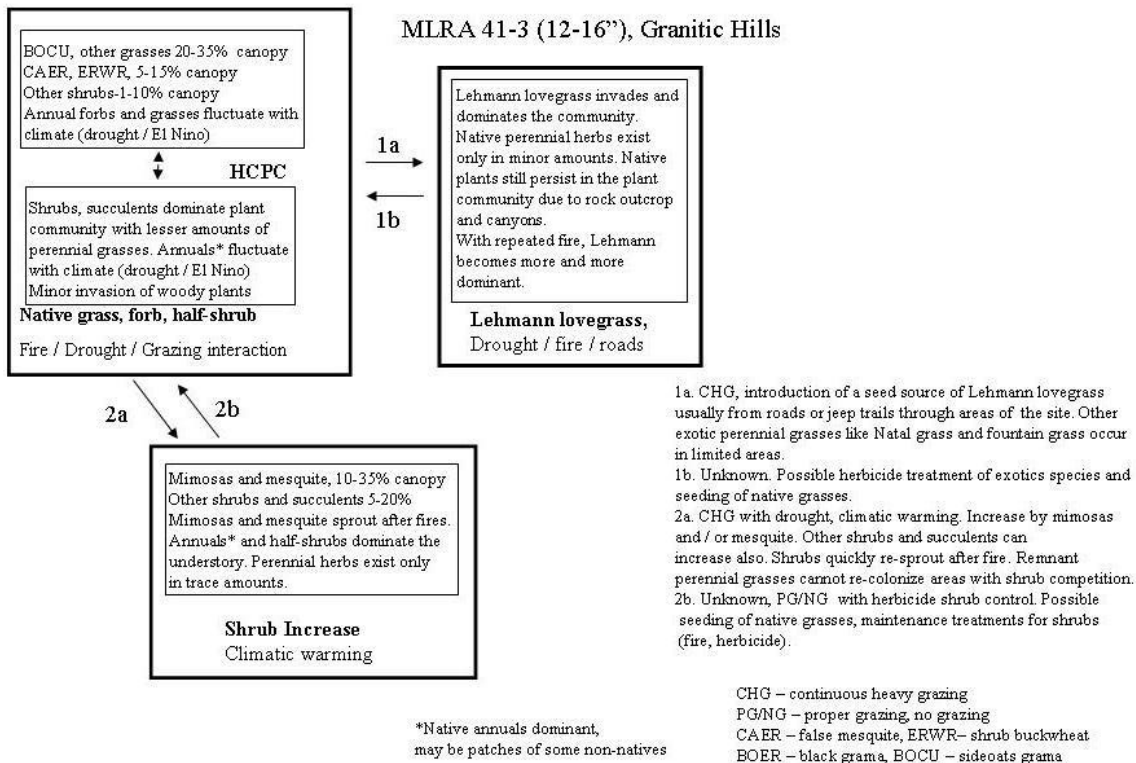 MLRA 41-3 (12-16”), Granitic Hills
BOCU, other grasses 20-35% canopy
CAER, ERWR, 5-15% canopy
Other shrubs-1-10% canopy
Annual forbs and grasses fluctuate with
climate (drought / E1 Nino)
HCPC
Shrubs, succulents dominate plant
community with lesser amounts of
perennial grasses. Annuals* fluctuate
with climate (drought / E1 Nino)
Minor invasion of woody plants
Native grass, forb, half-shrub
Fire / Drought / Grazing interaction
1a
1b
Lehmann lovegrass invades and
dominates the community.
Native perennial herbs exist
only in minor amounts. Native
plants still persist in the plant
community due to rock outcrop
and canyons.
With repeated fire, Lehmann
becomes more and more
dominant.
Lehmann lovegrass,
Drought / fire / roads
2a
2b
Mimosas and mesquite, 10-35% canopy
Other shrubs and succulents 5-20%
Mimosas and mesquite sprout after fires.
Annuals* and half-shrubs dominate the
understory. Perennial herbs exist only
in trace amounts.
Shrub Increase
Climatic warming
1a. CHG, introduction of a seed source of Lehmann lovegrass
usually from roads or jeep trails through areas of the site. Other
exotic perennial grasses like Natal grass and fountain grass occur
in limited areas.
1b. Unknown. Possible herbicide treatment of exotics species and
seeding of native grasses.
2a. CHG with drought, climatic warming. Increase by mimosas
and / or mesquite. Other shrubs and succulents can
increase also. Shrubs quickly re-sprout after fire. Remnant
perennial grasses cannot re-colonize areas with shrub competition.
2b. Unknown, PG/NG with herbicide shrub control. Possible
seeding of native grasses, maintenance treatments for shrubs
(fire, herbicide).
*Native annuals dominant,
may be patches of some non-natives
CHG – continuous heavy grazing
PG/NG – proper grazing, no grazing
CAER – false mesquite, ERWR– shrub buckwheat
BOER – black grama, BOCU – sideoats grama